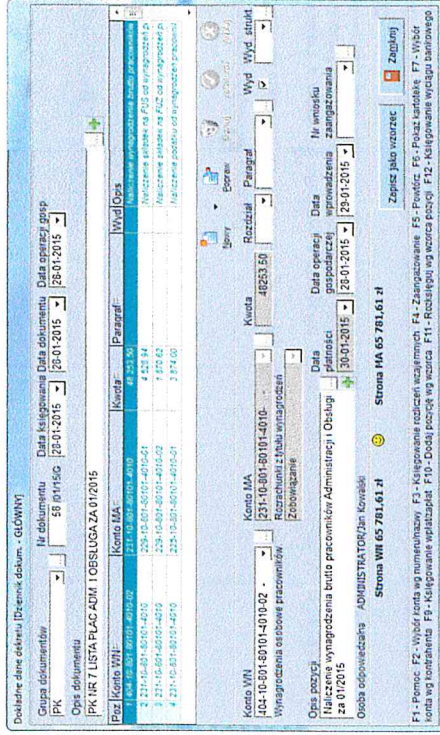 Dokładne dane dekretu [Dziennik dokum. - GŁÓWNY]
Grupa dokumentów Nr dokumentu Data księgowania Data dokumentu Data operacji gosp
PK 58 /01/15/G 28-01-2015 28-01-2015 28-01-2015
Opis dokumentu
PK NR 7 LISTA PŁAC ADM. I OBSŁUGA ZA 01/2015
Poz Konto WN= Konto MA= Kwota= Paragraf= Wyd Opis
1 404-10-801-80101-4010-02 231-10-801-80101-4010 48 253.50 Naliczenie wynagrodzenia brutto pracowników
2 231-10-801-80101-4010 229-10-801-80101-4010-01 Naliczenie składek na FUS od wynagrodzeń
3 231-10-801-80101-4010 229-10-801-80101-4010-02 Naliczenie składek na FUZ od wynagrodzeń
4 231-10-801-80101-4010 225-10-801-80101-4010-01 3 874.00 Naliczenie podatku od wynagrodzeń
Nowy Popraw
Konto WN Konto MA Kwota Rozdział Paragraf Wyd Wyd. strukt
404-10-801-80101-4010-02 - 231-10-801-80101-4010- - 48253.50
Wynagrodzenia osobowe pracowników Rozrachunki z tytułu wynagrodzeń
Zobowiązanie
Opis pozycji Data płatności Data operacji gospodarczej Data wprowadzenia Nr wniosku zaangażowania
Naliczenie wynagrodzenia brutto pracowników Administracji i Obsługi za 01/2015 30-01-2015 28-01-2015 29-01-2015
Osoba odpowiedzialna ADMINISTRATOR/Jan Kowalski
Strona WN 65 781,61 zł Strona MA 65 781,61 zł
Zapisz jako wzorzec Zamknij
F1 - Pomoc F2 - Wybór konta wg numeru/nazwy F3 - Księgowanie rozliczeń wzajemnych F4 - Zaangażowanie F5 - Powtórz F6 - Pokaż kartotekę F7 - Wybór
konta wg kontrahenta F9 - Księgowanie wpłat/zapłat F10 - Dodaj pozycję wg wzorca F11 - Rozksięguj wg wzorca pozycji F12 - Księgowanie wyciągu bankowego